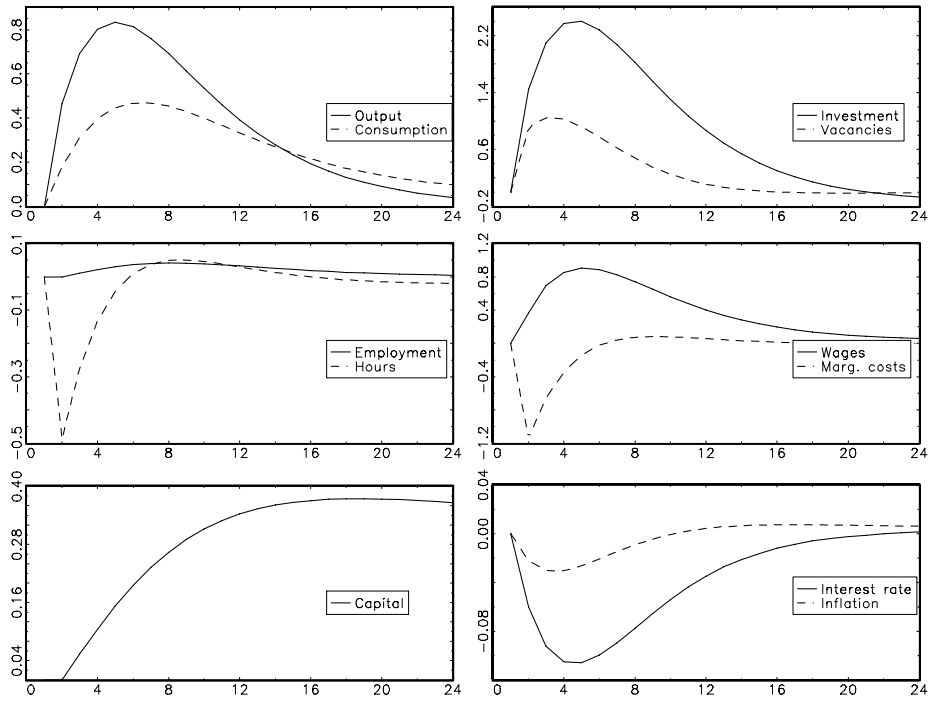 0.8
0.6
0.4
0.2
0.0
0 4 8 12 16 20 24
Output
Consumption
2.2
1.4
0.6
−0.2
0 4 8 12 16 20 24
Investment
Vacancies
0.1
−0.1
−0.3
−0.5
0 4 8 12 16 20 24
Employment
Hours
1.2
0.8
0.4
−0.4
−1.2
0 4 8 12 16 20 24
Wages
Marg. costs
0.40
0.28
0.16
0.04
0 4 8 12 16 20 24
Capital
0.04
0.00
−0.08
0 4 8 12 16 20 24
Interest rate
Inflation